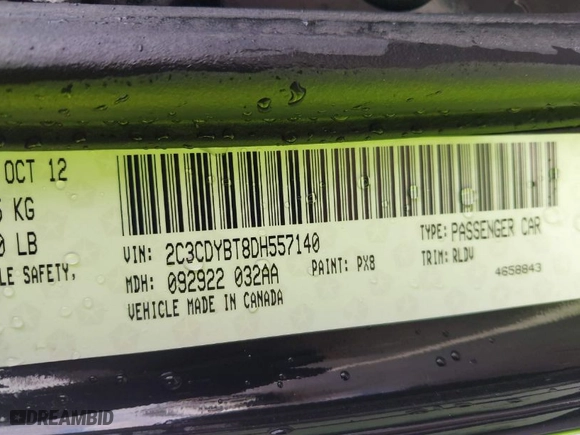 OCT 12
KG
LB
LE SAFETY,
VIN: 2C3CDYBT8DH557140
TYPE: PASSENGER CAR
MDH: 092922 032AA
PAINT: PX8
TRIM: RLDV
VEHICLE MADE IN CANADA
4658843
DREAMBID